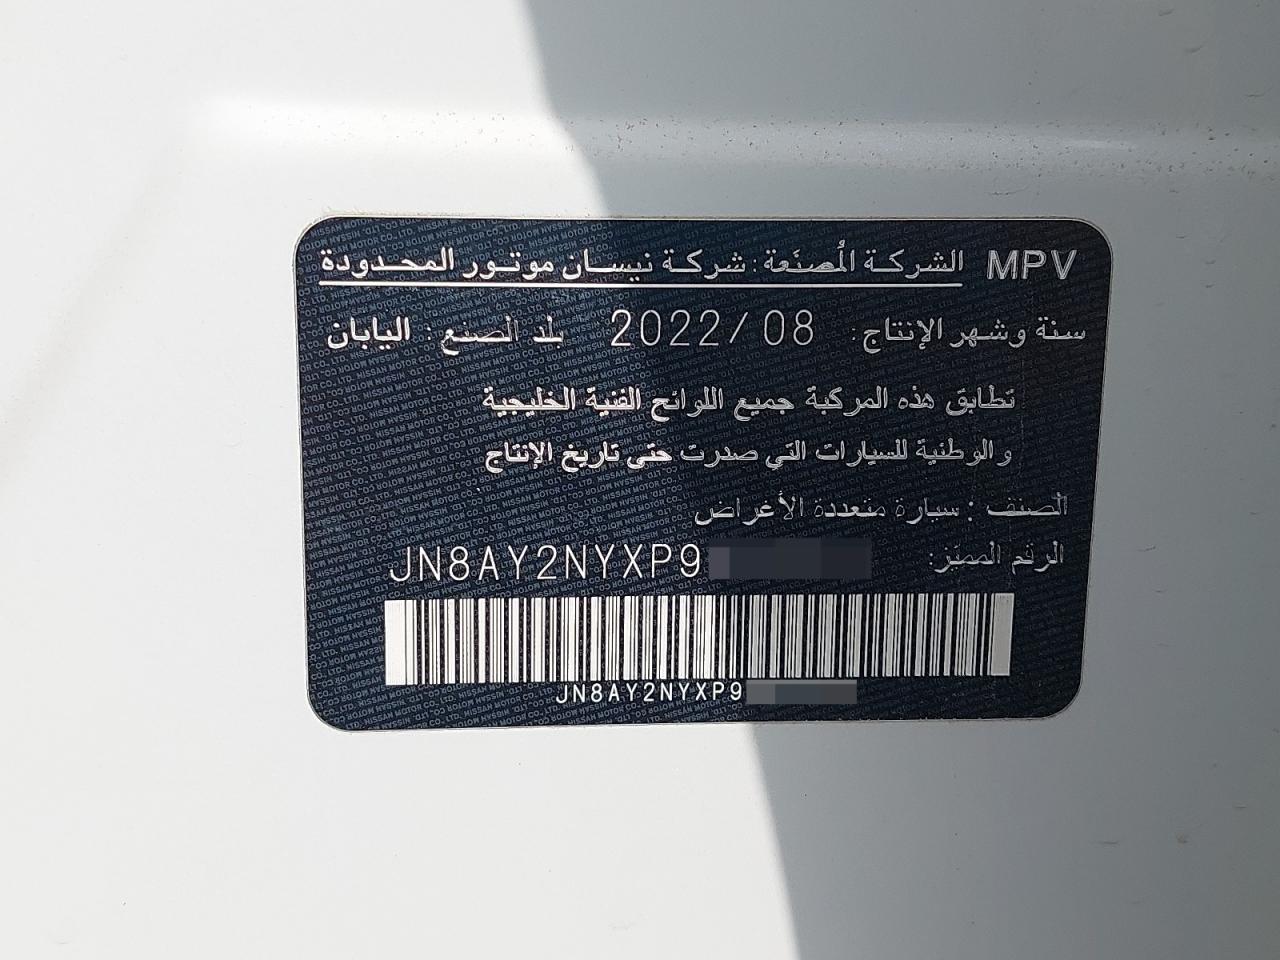 MPV الشركة المُصنّعة: شركة نيسان موتور المحدودة
سنة وشهر الإنتاج: 2022/08 بلد الصنع: اليابان
تطابق هذه المركبة جميع اللوائح الفنية الخليجية
والوطنية للسيارات التي صدرت حتى تاريخ الإنتاج
الصنف: سيارة متعددة الأغراض
الرقم المميّز: JN8AY2NYXP9
JN8AY2NYXP9